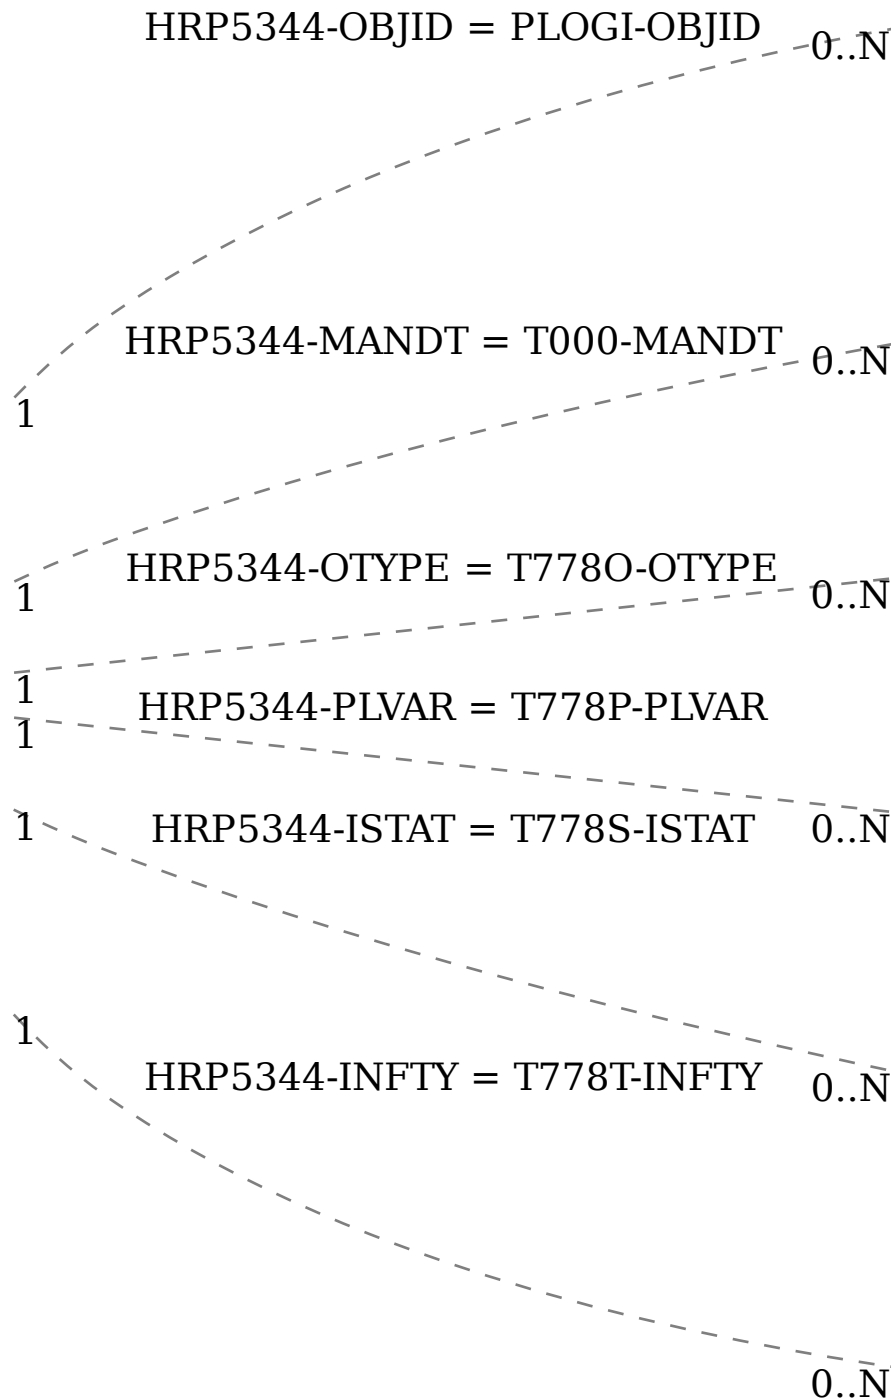 HRP5344-OBJID = PLOGI-OBJID
0..N
HRP5344-MANDT = T000-MANDT
0..N
1
HRP5344-OTYPE = T778O-OTYPE
0..N
1
1
HRP5344-PLVAR = T778P-PLVAR
1
1
HRP5344-ISTAT = T778S-ISTAT
0..N
1
HRP5344-INFTY = T778T-INFTY
0..N
0..N